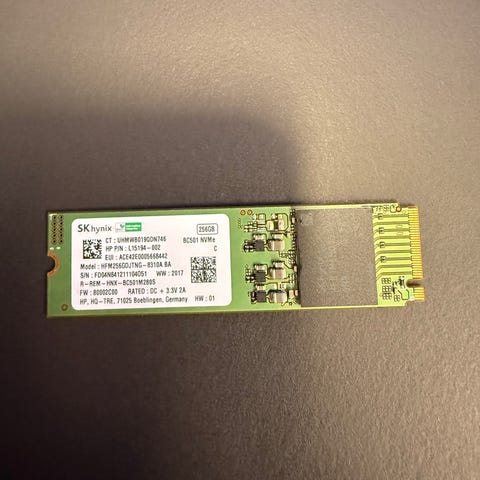 SK hynix
256GB
CT : UHMWB019GDN746
BC501 NVMe
HP P/N : L15194-002
C
EUI : ACE42E0005668442
Model : HFM256GDJTNG-8310A BA
S/N : FD94N841211104D51
WW : 2017
R-REM-HNX-BC501M280S
FW : 80002C00
RATED : DC + 3.3V 2A
HP, HQ-TRE, 71025 Boeblingen, Germany
HW : 01